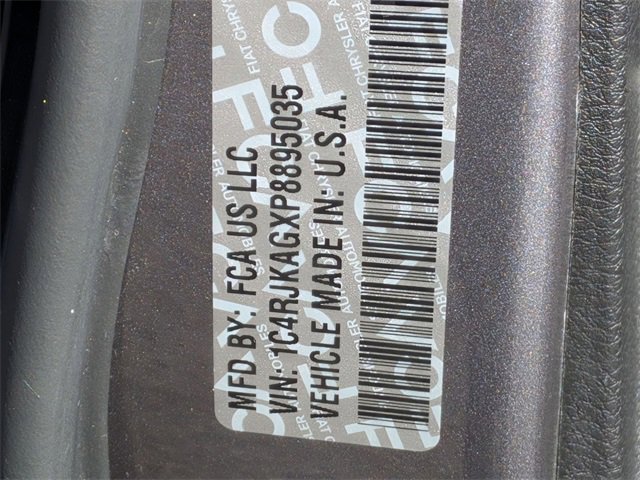 MFD BY: FCA US LLC
VIN: 1C4RJKAGXP8895035
VEHICLE MADE IN: U.S.A.